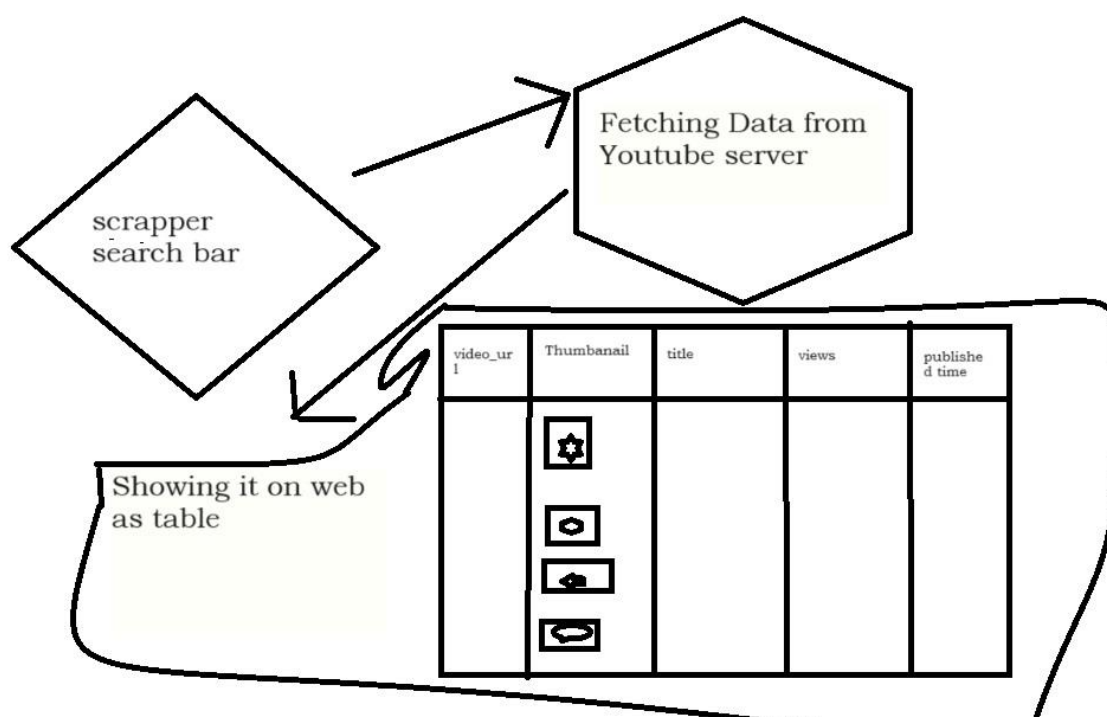 scrapper
search bar
Fetching Data from
Youtube server
Showing it on web
as table
video_ur
l
Thumbanail
title
views
publishe
d time